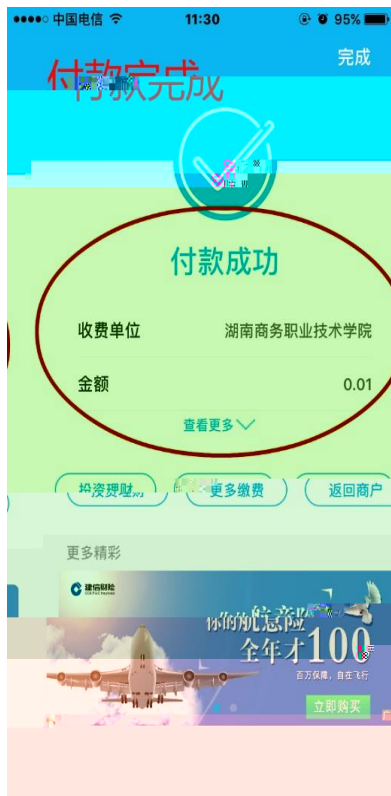 中国电信 11:30 95%
付款完成
完成
付款成功
收费单位 湖南商务职业技术学院
金额 0.01
查看更多
投资理财 更多缴费 返回商户
更多精彩
建信财险
你的航意险
全年才100
百万保障，自在飞行
立即购买